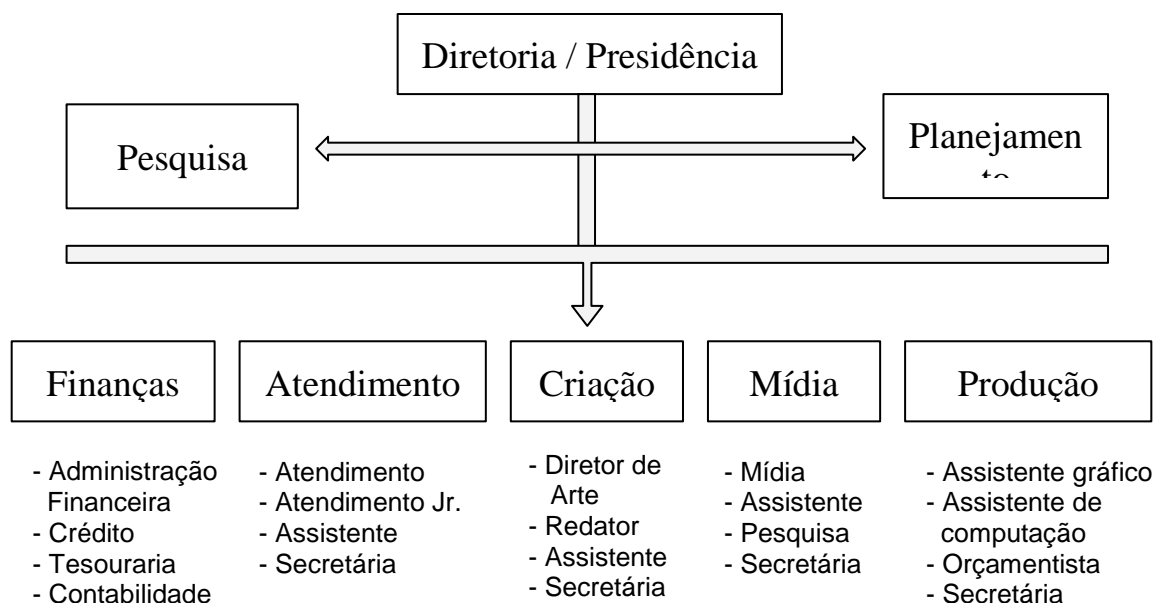 Diretoria / Presidência
Pesquisa
Planejamen
to
Finanças
Atendimento
Criação
Mídia
Produção
- Administração
Financeira
- Crédito
- Tesouraria
- Contabilidade
- Atendimento
- Atendimento Jr.
- Assistente
- Secretária
- Diretor de
Arte
- Redator
- Assistente
- Secretária
- Mídia
- Assistente
- Pesquisa
- Secretária
- Assistente gráfico
- Assistente de
computação
- Orçamentista
- Secretária